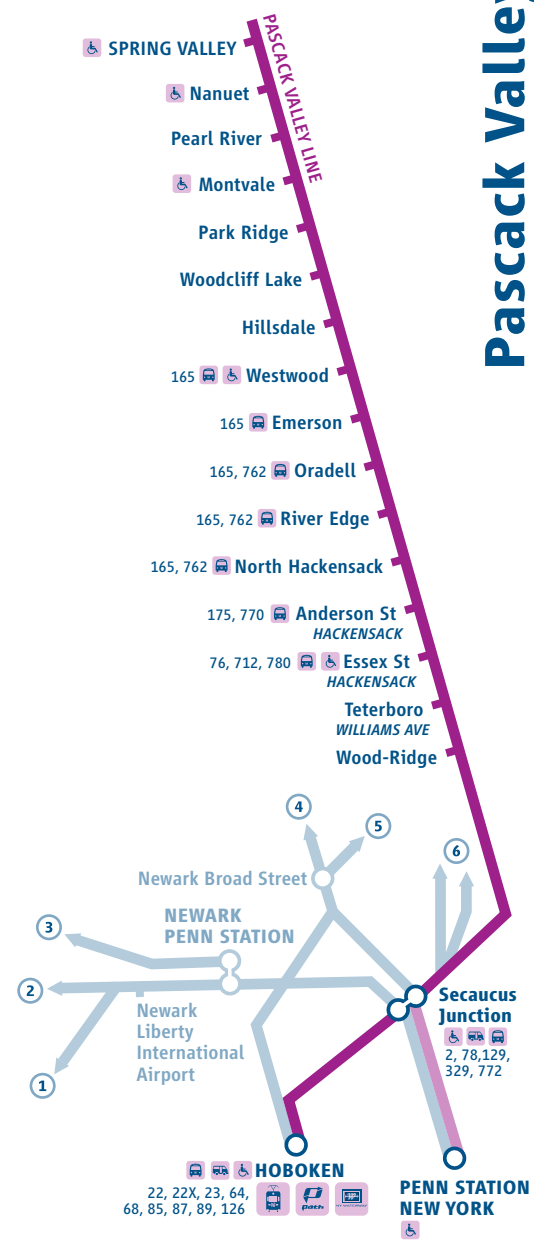 Pascack Valley
PASCACK VALLEY LINE
SPRING VALLEY
Nanuet
Pearl River
Montvale
Park Ridge
Woodcliff Lake
Hillsdale
165 Westwood
165 Emerson
165, 762 Oradell
165, 762 River Edge
165, 762 North Hackensack
175, 770 Anderson St
HACKENSACK
76, 712, 780 Essex St
HACKENSACK
Teterboro
WILLIAMS AVE
Wood-Ridge
4
5
6
Newark Broad Street
NEWARK
PENN STATION
3
2
1
Newark
Liberty
International
Airport
Secaucus
Junction
2, 78,129,
329, 772
HOBOKEN
22, 22X, 23, 64,
68, 85, 87, 89, 126
path
NY WATERWAY
PENN STATION
NEW YORK